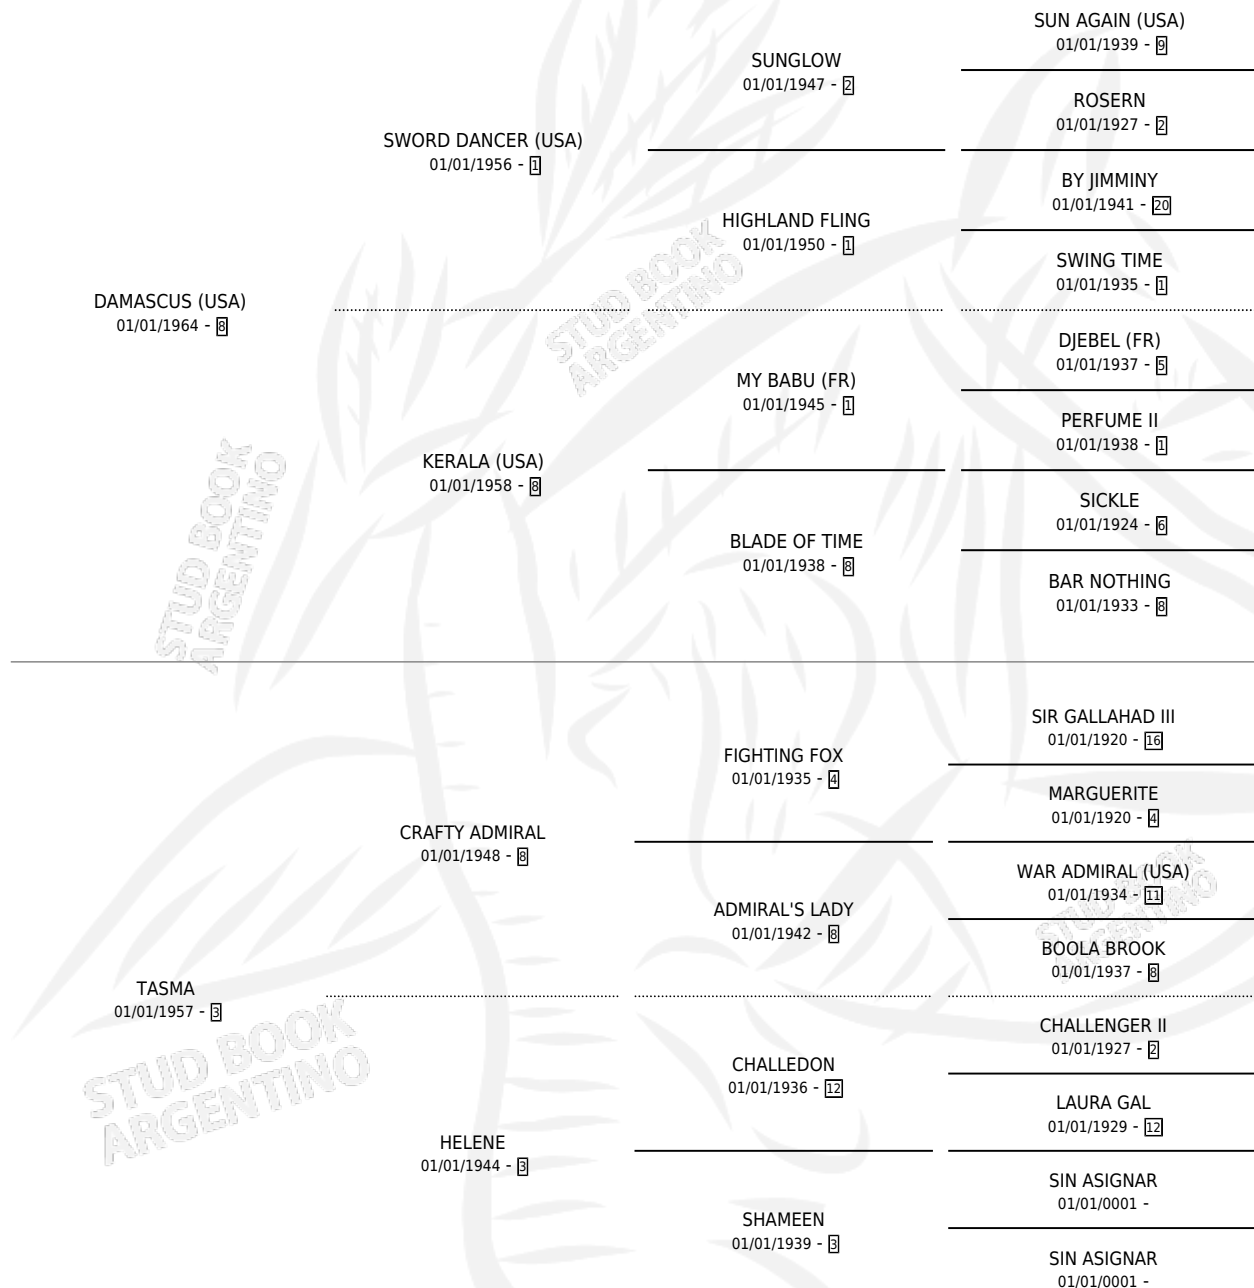 SUN AGAIN (USA)
01/01/1939 - 9
SUNGLOW
01/01/1947 - 2
ROSERN
01/01/1927 - 2
SWORD DANCER (USA)
01/01/1956 - 1
BY JIMMINY
01/01/1941 - 20
HIGHLAND FLING
01/01/1950 - 1
SWING TIME
01/01/1935 - 1
DAMASCUS (USA)
01/01/1964 - 8
DJEBEL (FR)
01/01/1937 - 5
MY BABU (FR)
01/01/1945 - 1
PERFUME II
01/01/1938 - 1
KERALA (USA)
01/01/1958 - 8
SICKLE
01/01/1924 - 6
BLADE OF TIME
01/01/1938 - 8
BAR NOTHING
01/01/1933 - 8
SIR GALLAHAD III
01/01/1920 - 16
FIGHTING FOX
01/01/1935 - 4
MARGUERITE
01/01/1920 - 4
CRAFTY ADMIRAL
01/01/1948 - 8
WAR ADMIRAL (USA)
01/01/1934 - 11
ADMIRAL'S LADY
01/01/1942 - 8
BOOLA BROOK
01/01/1937 - 8
TASMA
01/01/1957 - 3
CHALLENGER II
01/01/1927 - 2
CHALLEDON
01/01/1936 - 12
LAURA GAL
01/01/1929 - 12
HELENE
01/01/1944 - 3
SIN ASIGNAR
01/01/0001 -
SHAMEEN
01/01/1939 - 3
SIN ASIGNAR
01/01/0001 -
STUD BOOK
ARGENTINO
STUD BOOK
ARGENTINO
STUD BOOK
ARGENTINO
STUD BOOK
ARGENTINO